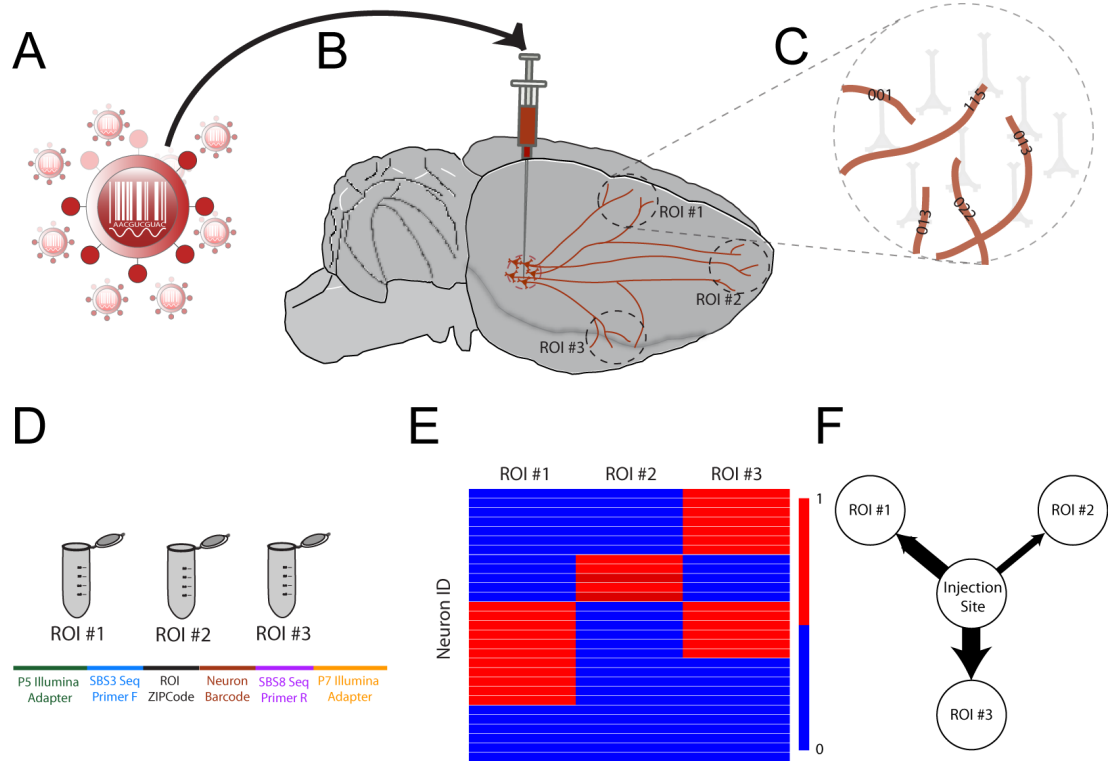 A
B
C
AACGUCGUAC
ROI #1
ROI #2
ROI #3
001
115
013
013
022
D
ROI #1
ROI #2
ROI #3
P5 Illumina
Adapter
SBS3 Seq
Primer F
ROI
ZIPCode
Neuron
Barcode
SBS8 Seq
Primer R
P7 Illumina
Adapter
E
ROI #1
ROI #2
ROI #3
Neuron ID
1
0
F
ROI #1
ROI #2
Injection
Site
ROI #3